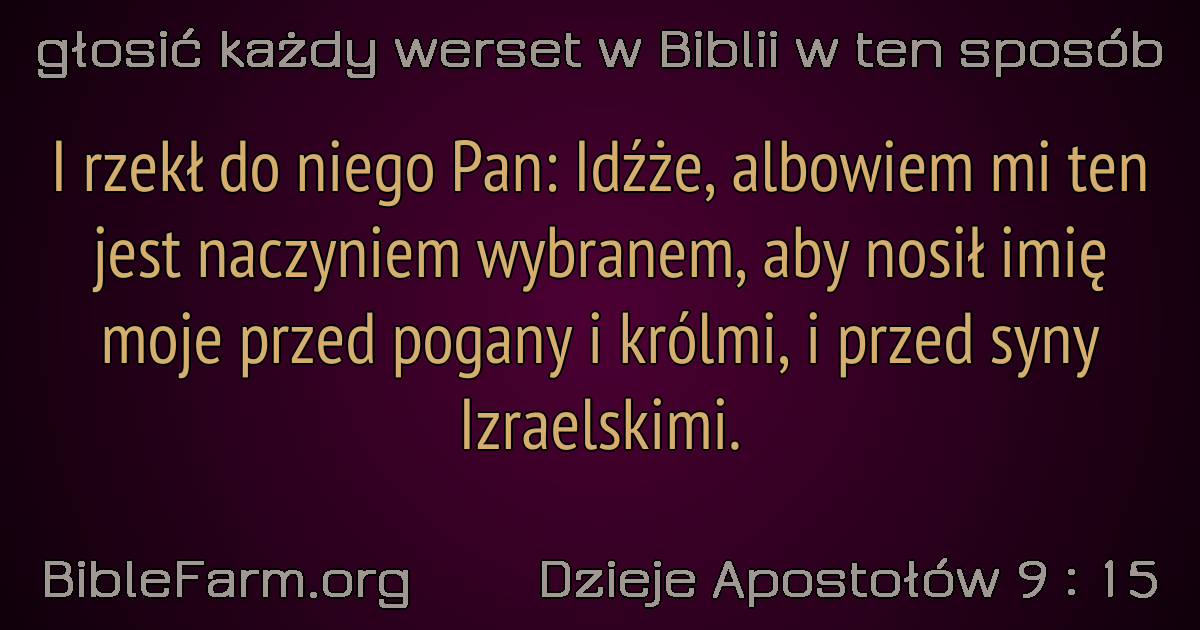 głosić każdy werset w Biblii w ten sposób
I rzekł do niego Pan: Idźże, albowiem mi ten
jest naczyniem wybranem, aby nosił imię
moje przed pogany i królmi, i przed syny
Izraelskimi.
BibleFarm.org
Dzieje Apostołów 9 : 15